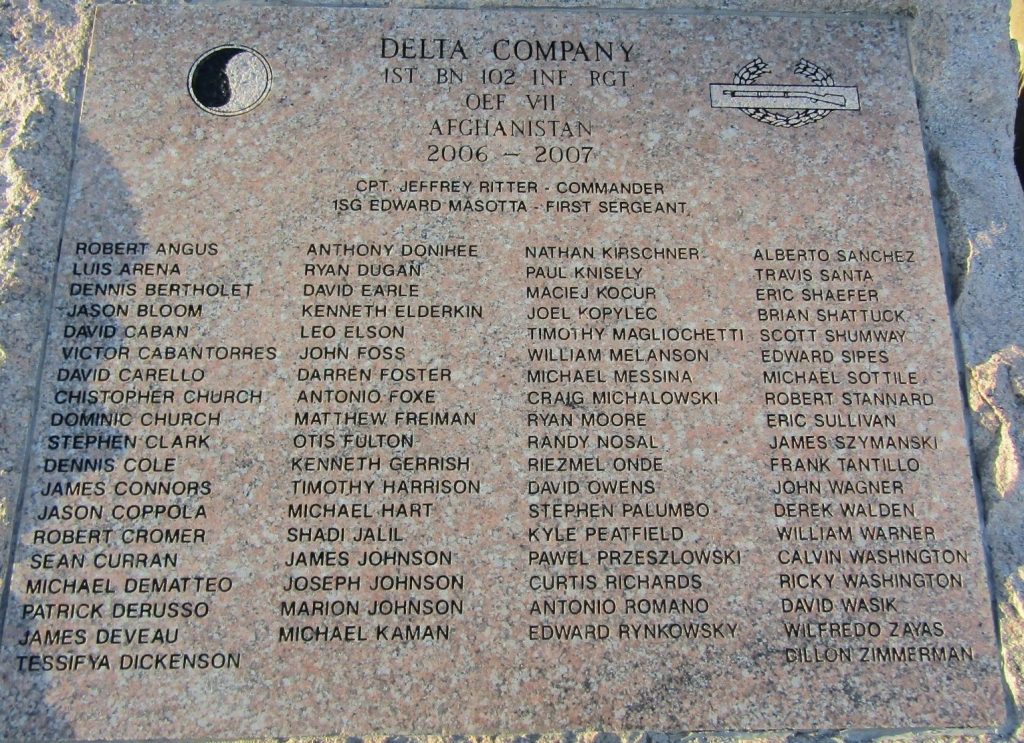 DELTA COMPANY
1ST BN 102 INF. RGT.
OEF VII
AFGHANISTAN
2006 – 2007
CPT. JEFFREY RITTER - COMMANDER
1SG EDWARD MASOTTA - FIRST SERGEANT
ROBERT ANGUS
LUIS ARENA
DENNIS BERTHOLET
JASON BLOOM
DAVID CABAN
VICTOR CABANTORRES
DAVID CARELLO
CHISTOPHER CHURCH
DOMINIC CHURCH
STEPHEN CLARK
DENNIS COLE
JAMES CONNORS
JASON COPPOLA
ROBERT CROMER
SEAN CURRAN
MICHAEL DEMATTEO
PATRICK DERUSSO
JAMES DEVEAU
TESSIFYA DICKENSON
ANTHONY DONIHEE
RYAN DUGAN
DAVID EARLE
KENNETH ELDERKIN
LEO ELSON
JOHN FOSS
DARREN FOSTER
ANTONIO FOXE
MATTHEW FREIMAN
OTIS FULTON
KENNETH GERRISH
TIMOTHY HARRISON
MICHAEL HART
SHADI JALIL
JAMES JOHNSON
JOSEPH JOHNSON
MARION JOHNSON
MICHAEL KAMAN
NATHAN KIRSCHNER
PAUL KNISELY
MACIEJ KOCUR
JOEL KOPYLEC
TIMOTHY MAGLIOCHETTI
WILLIAM MELANSON
MICHAEL MESSINA
CRAIG MICHALOWSKI
RYAN MOORE
RANDY NOSAL
RIEZMEL ONDE
DAVID OWENS
STEPHEN PALUMBO
KYLE PEATFIELD
PAWEL PRZESZLOWSKI
CURTIS RICHARDS
ANTONIO ROMANO
EDWARD RYNKOWSKY
ALBERTO SANCHEZ
TRAVIS SANTA
ERIC SHAEFER
BRIAN SHATTUCK
SCOTT SHUMWAY
EDWARD SIPES
MICHAEL SOTTILE
ROBERT STANNARD
ERIC SULLIVAN
JAMES SZYMANSKI
FRANK TANTILLO
JOHN WAGNER
DEREK WALDEN
WILLIAM WARNER
CALVIN WASHINGTON
RICKY WASHINGTON
DAVID WASIK
WILFREDO ZAYAS
DILLON ZIMMERMAN